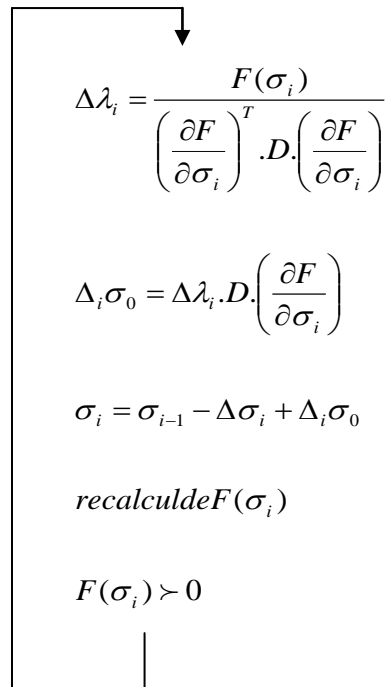 Δλ_i = F(σ_i) / (∂F/∂σ_i)^T .D. (∂F/∂σ_i)
Δ_iσ_0 = Δλ_i .D. (∂F/∂σ_i)
σ_i = σ_{i−1} − Δσ_i + Δ_iσ_0
recalculdeF(σ_i)
F(σ_i) ≻ 0